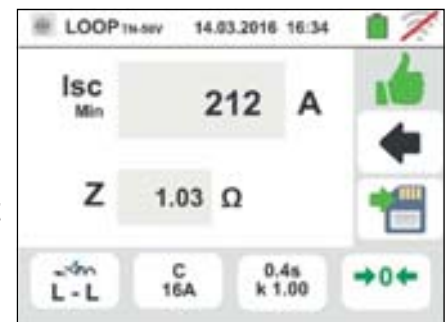 LOOP TN-50V 14.03.2016 16:34
Isc 212 A
Min
Z 1.03 Ω
L - L
C
16A
0.4s
k 1.00
→0←